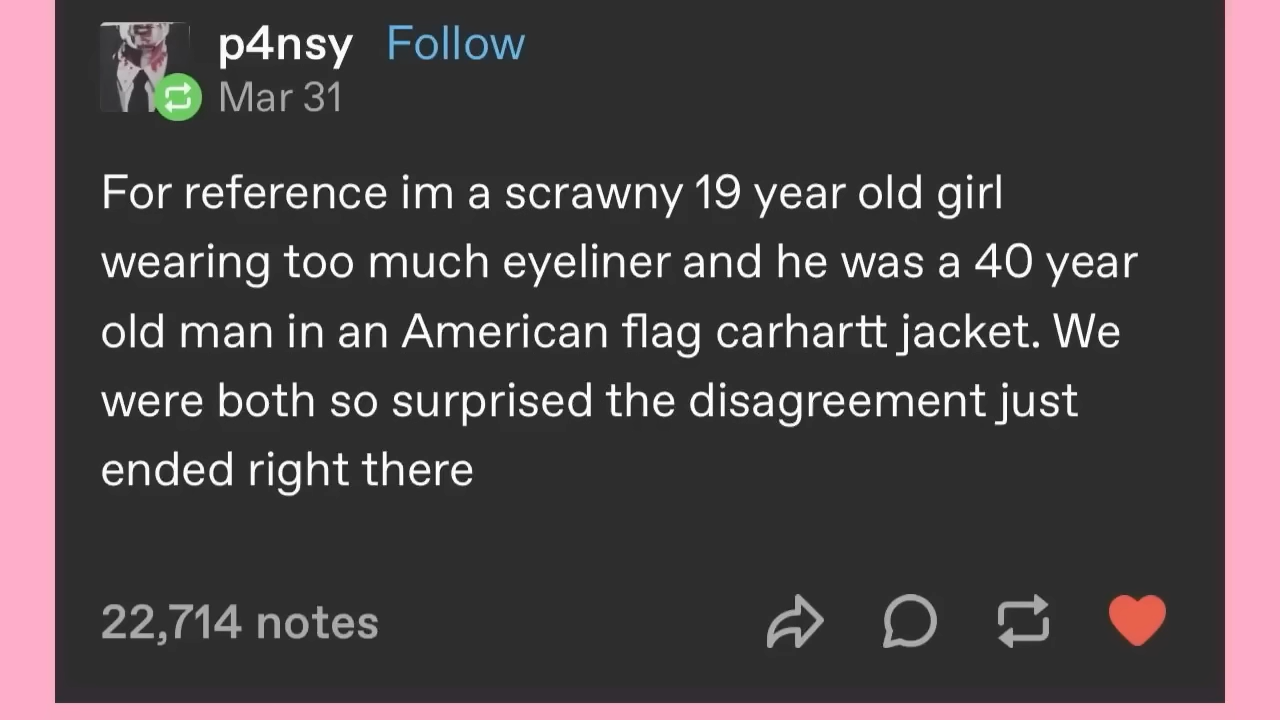 p4nsy Follow
Mar 31
For reference im a scrawny 19 year old girl
wearing too much eyeliner and he was a 40 year
old man in an American flag carhartt jacket. We
were both so surprised the disagreement just
ended right there
22,714 notes